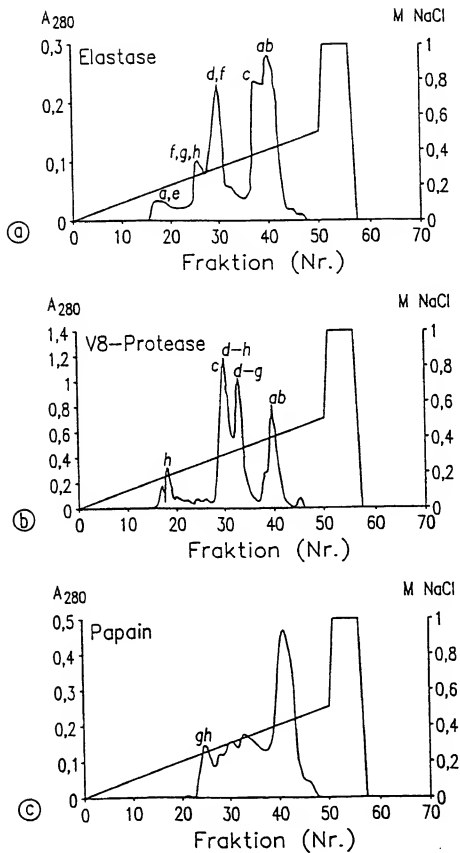 A280 M NaCl
0,3 1
Elastase
d,f c ab
0,8
0,2
0,6
f,g,h
0,1 0,4
a,e
0,2
0 0
0 10 20 30 40 50 60 70
ⓐ Fraktion (Nr.)
A280 M NaCl
1,4 1
V8-Protease
1,2 d-h
c d-g 0,8
1,0
ab
0,8 0,6
0,6
0,4
h
0,4
0,2
0,2
0 0
0 10 20 30 40 50 60 70
ⓑ Fraktion (Nr.)
A280 M NaCl
0,5 1
Papain
0,4 0,8
0,3 0,6
0,2 0,4
gh
0,1 0,2
0 0
0 10 20 30 40 50 60 70
ⓒ Fraktion (Nr.)